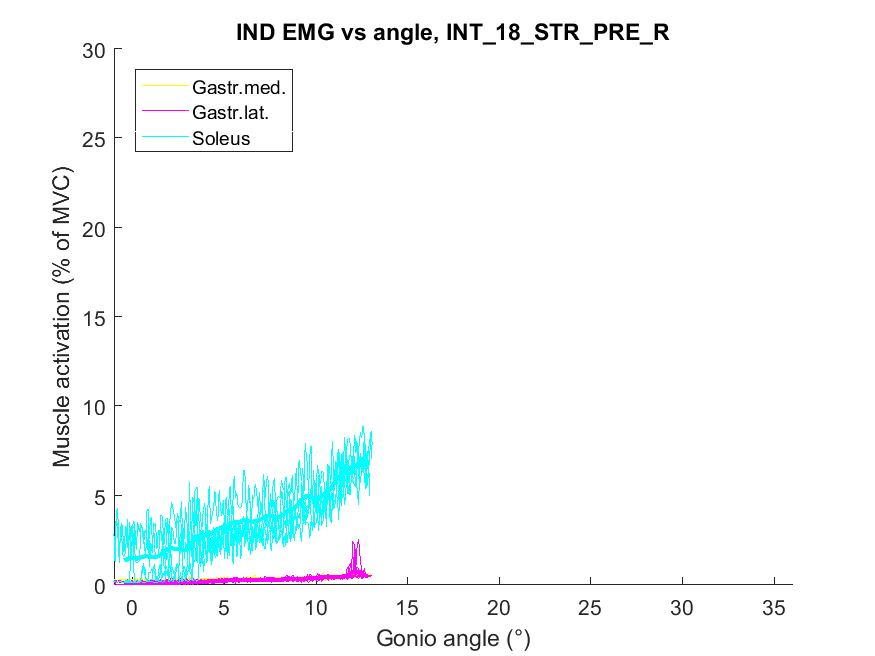 IND EMG vs angle, INT_18_STR_PRE_R
30
25
20
15
10
5
0
Muscle activation (% of MVC)
Gastr.med.
Gastr.lat.
Soleus
0 5 10 15 20 25 30 35
Gonio angle (°)